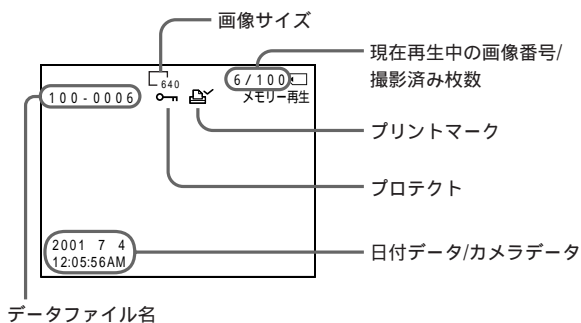 画像サイズ
現在再生中の画像番号/
撮影済み枚数
640
6/100
100-0006
メモリー再生
プリントマーク
プロテクト
2001 7 4
12:05:56AM
日付データ/カメラデータ
データファイル名